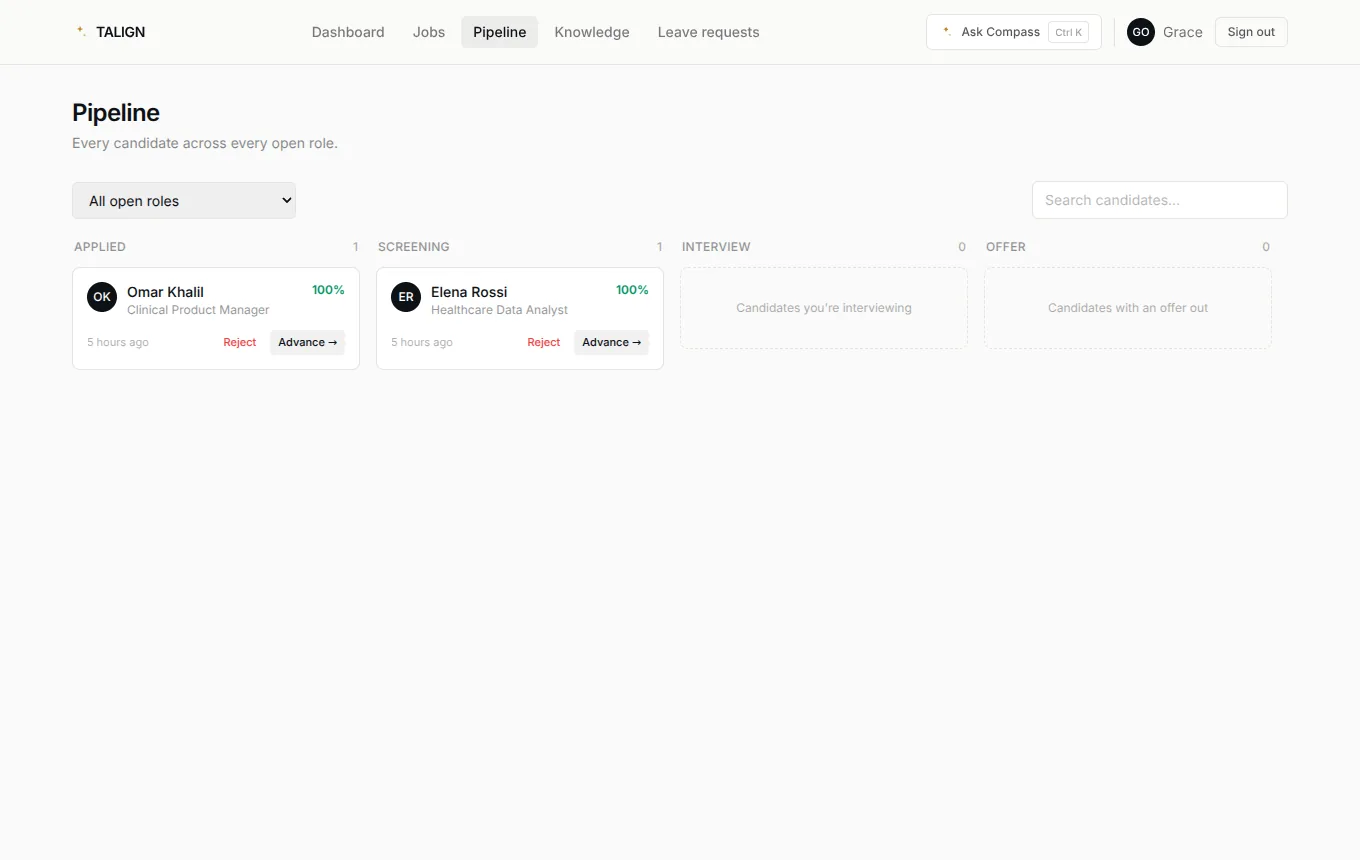 TALIGN
Dashboard
Jobs
Pipeline
Knowledge
Leave requests
Ask Compass
Ctrl K
GO
Grace
Sign out
Pipeline
Every candidate across every open role.
All open roles
Search candidates...
APPLIED 1
OK
Omar Khalil
100%
Clinical Product Manager
5 hours ago
Reject
Advance →
SCREENING 1
ER
Elena Rossi
100%
Healthcare Data Analyst
5 hours ago
Reject
Advance →
INTERVIEW 0
Candidates you're interviewing
OFFER 0
Candidates with an offer out